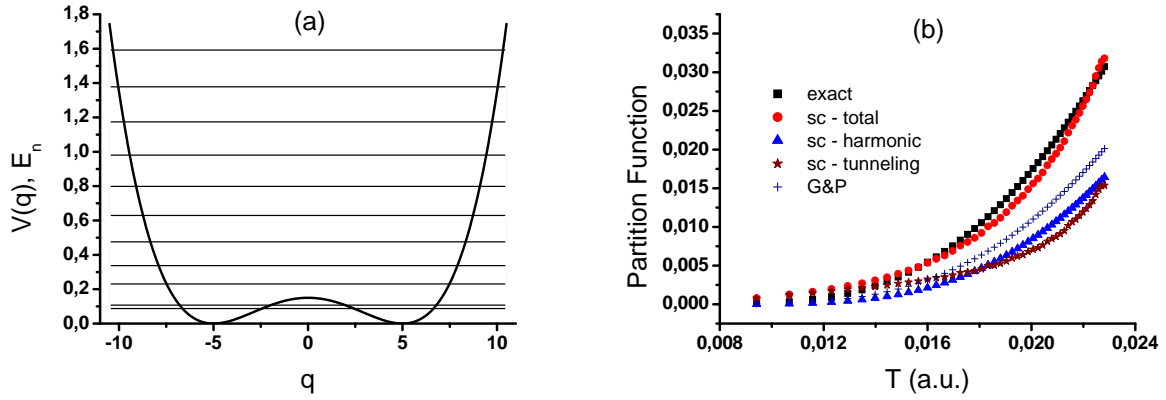 (a)
V(q), E_n
1,8
1,6
1,4
1,2
1,0
0,8
0,6
0,4
0,2
0,0
-10
-5
0
5
10
q
(b)
Partition Function
0,035
0,030
0,025
0,020
0,015
0,010
0,005
0,000
exact
sc - total
sc - harmonic
sc - tunneling
G&P
0,008
0,012
0,016
0,020
0,024
T (a.u.)